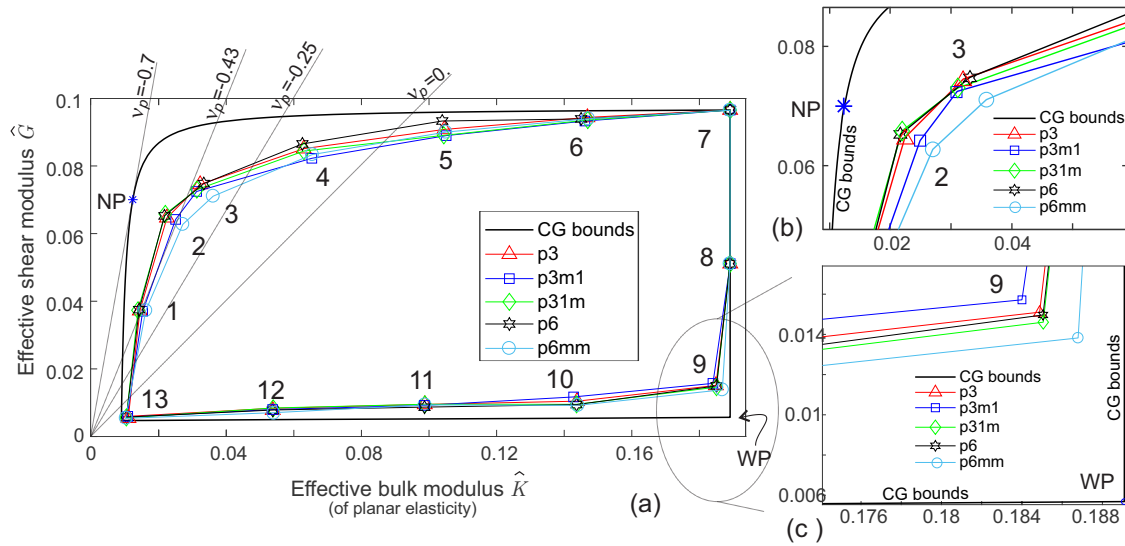 ν_p=-0.7
ν_p=-0.43
ν_p=-0.25
ν_p=0.
0.1
0.08
0.06
0.04
0.02
0
Effective shear modulus Ĝ
NP
1
2
3
4
5
6
7
8
9
10
11
12
13
CG bounds
p3
p3m1
p31m
p6
p6mm
WP
0
0.04
0.08
0.12
0.16
Effective bulk modulus K̂
(of planar elasticity)
(a)
0.08
0.06
NP
CG bounds
3
2
CG bounds
p3
p3m1
p31m
p6
p6mm
0.02
0.04
(b)
9
0.014
0.01
0.006
CG bounds
p3
p3m1
p31m
p6
p6mm
CG bounds
CG bounds
WP
0.176
0.18
0.184
0.188
(c)